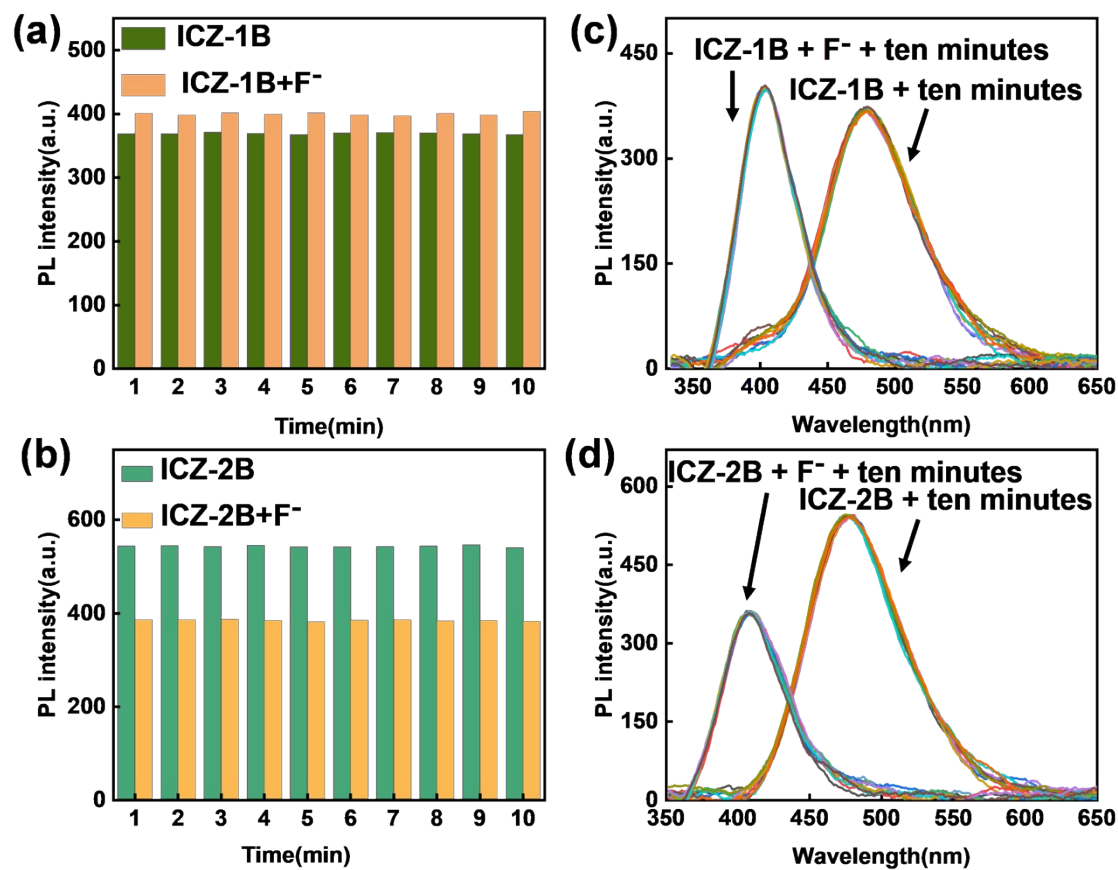 (a)
ICZ-1B
ICZ-1B+F⁻
PL intensity(a.u.)
500
400
300
200
100
0
1 2 3 4 5 6 7 8 9 10
Time(min)
(c)
ICZ-1B + F⁻ + ten minutes
ICZ-1B + ten minutes
PL intensity(a.u.)
450
300
150
0
350 400 450 500 550 600 650
Wavelength(nm)
(b)
ICZ-2B
ICZ-2B+F⁻
PL intensity(a.u.)
600
400
200
0
1 2 3 4 5 6 7 8 9 10
Time(min)
(d)
ICZ-2B + F⁻ + ten minutes
ICZ-2B + ten minutes
PL intensity(a.u.)
600
450
300
150
0
350 400 450 500 550 600 650
Wavelength(nm)